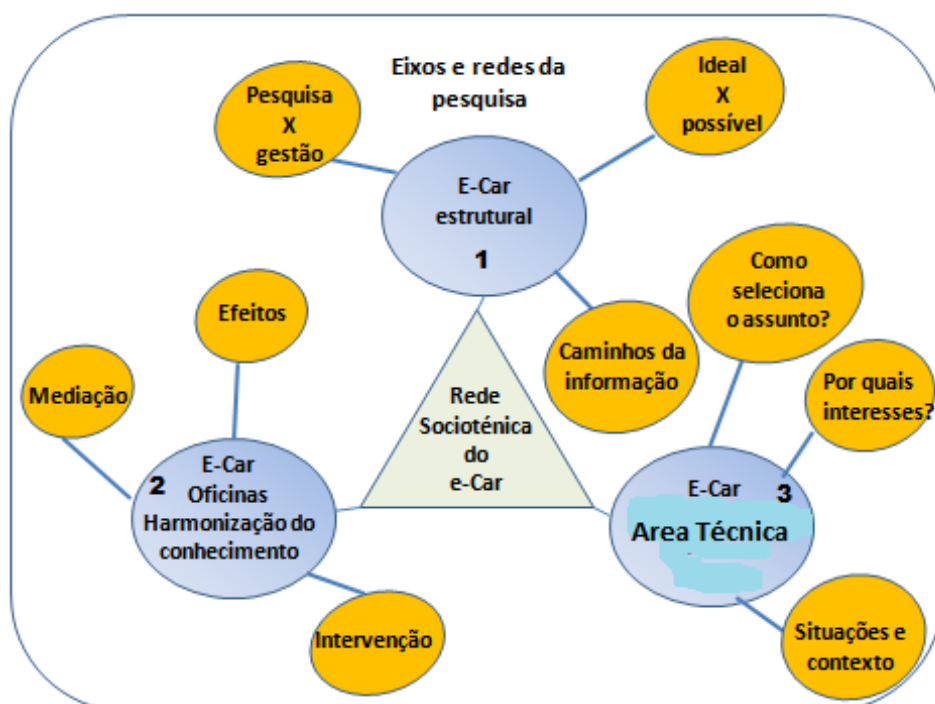 Eixos e redes da
pesquisa
Pesquisa
X
gestão
Ideal
X
possível
E-Car
estrutural
1
Caminhos da
informação
Efeitos
Mediação
2
E-Car
Oficinas
Harmonização do
conhecimento
Intervenção
Rede
Socioténica
do
e-Car
Como
seleciona
o assunto?
Por quais
interesses?
E-Car
3
Area Técnica
Situações e
contexto